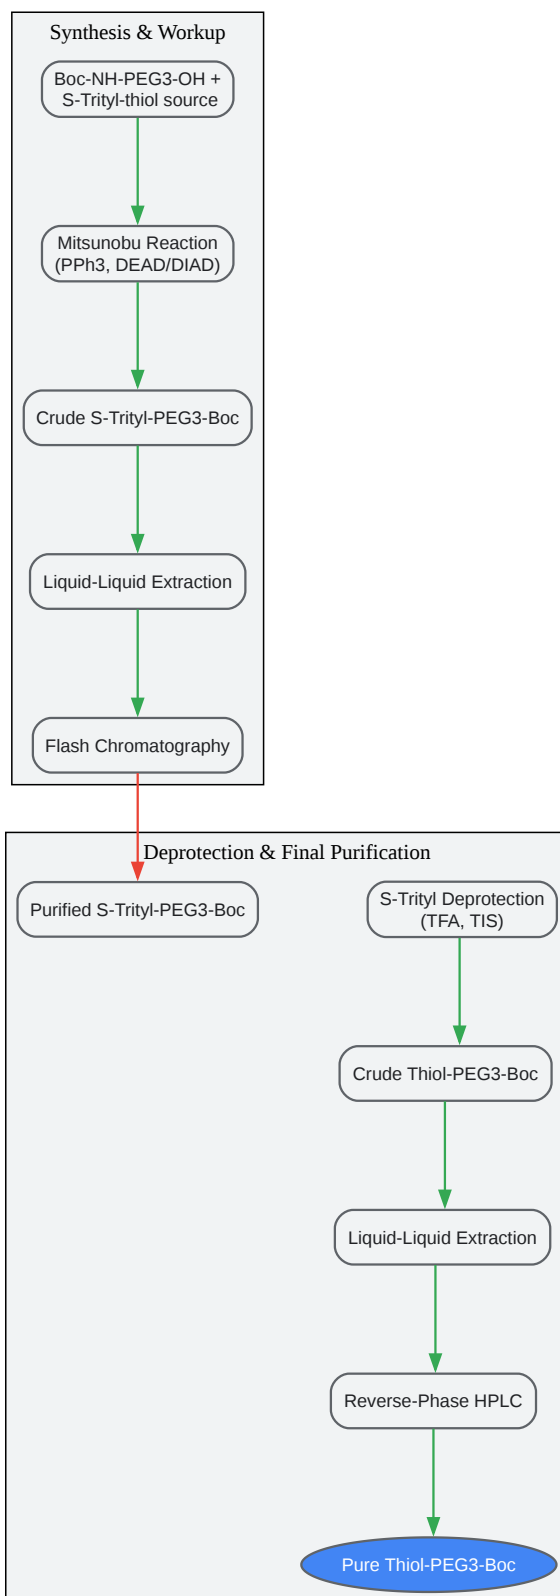 Synthesis & Workup
Boc-NH-PEG3-OH +
S-Trityl-thiol source
Mitsunobu Reaction
(PPh3, DEAD/DIAD)
Crude S-Trityl-PEG3-Boc
Liquid-Liquid Extraction
Flash Chromatography
Deprotection & Final Purification
Purified S-Trityl-PEG3-Boc
S-Trityl Deprotection
(TFA, TIS)
Crude Thiol-PEG3-Boc
Liquid-Liquid Extraction
Reverse-Phase HPLC
Pure Thiol-PEG3-Boc